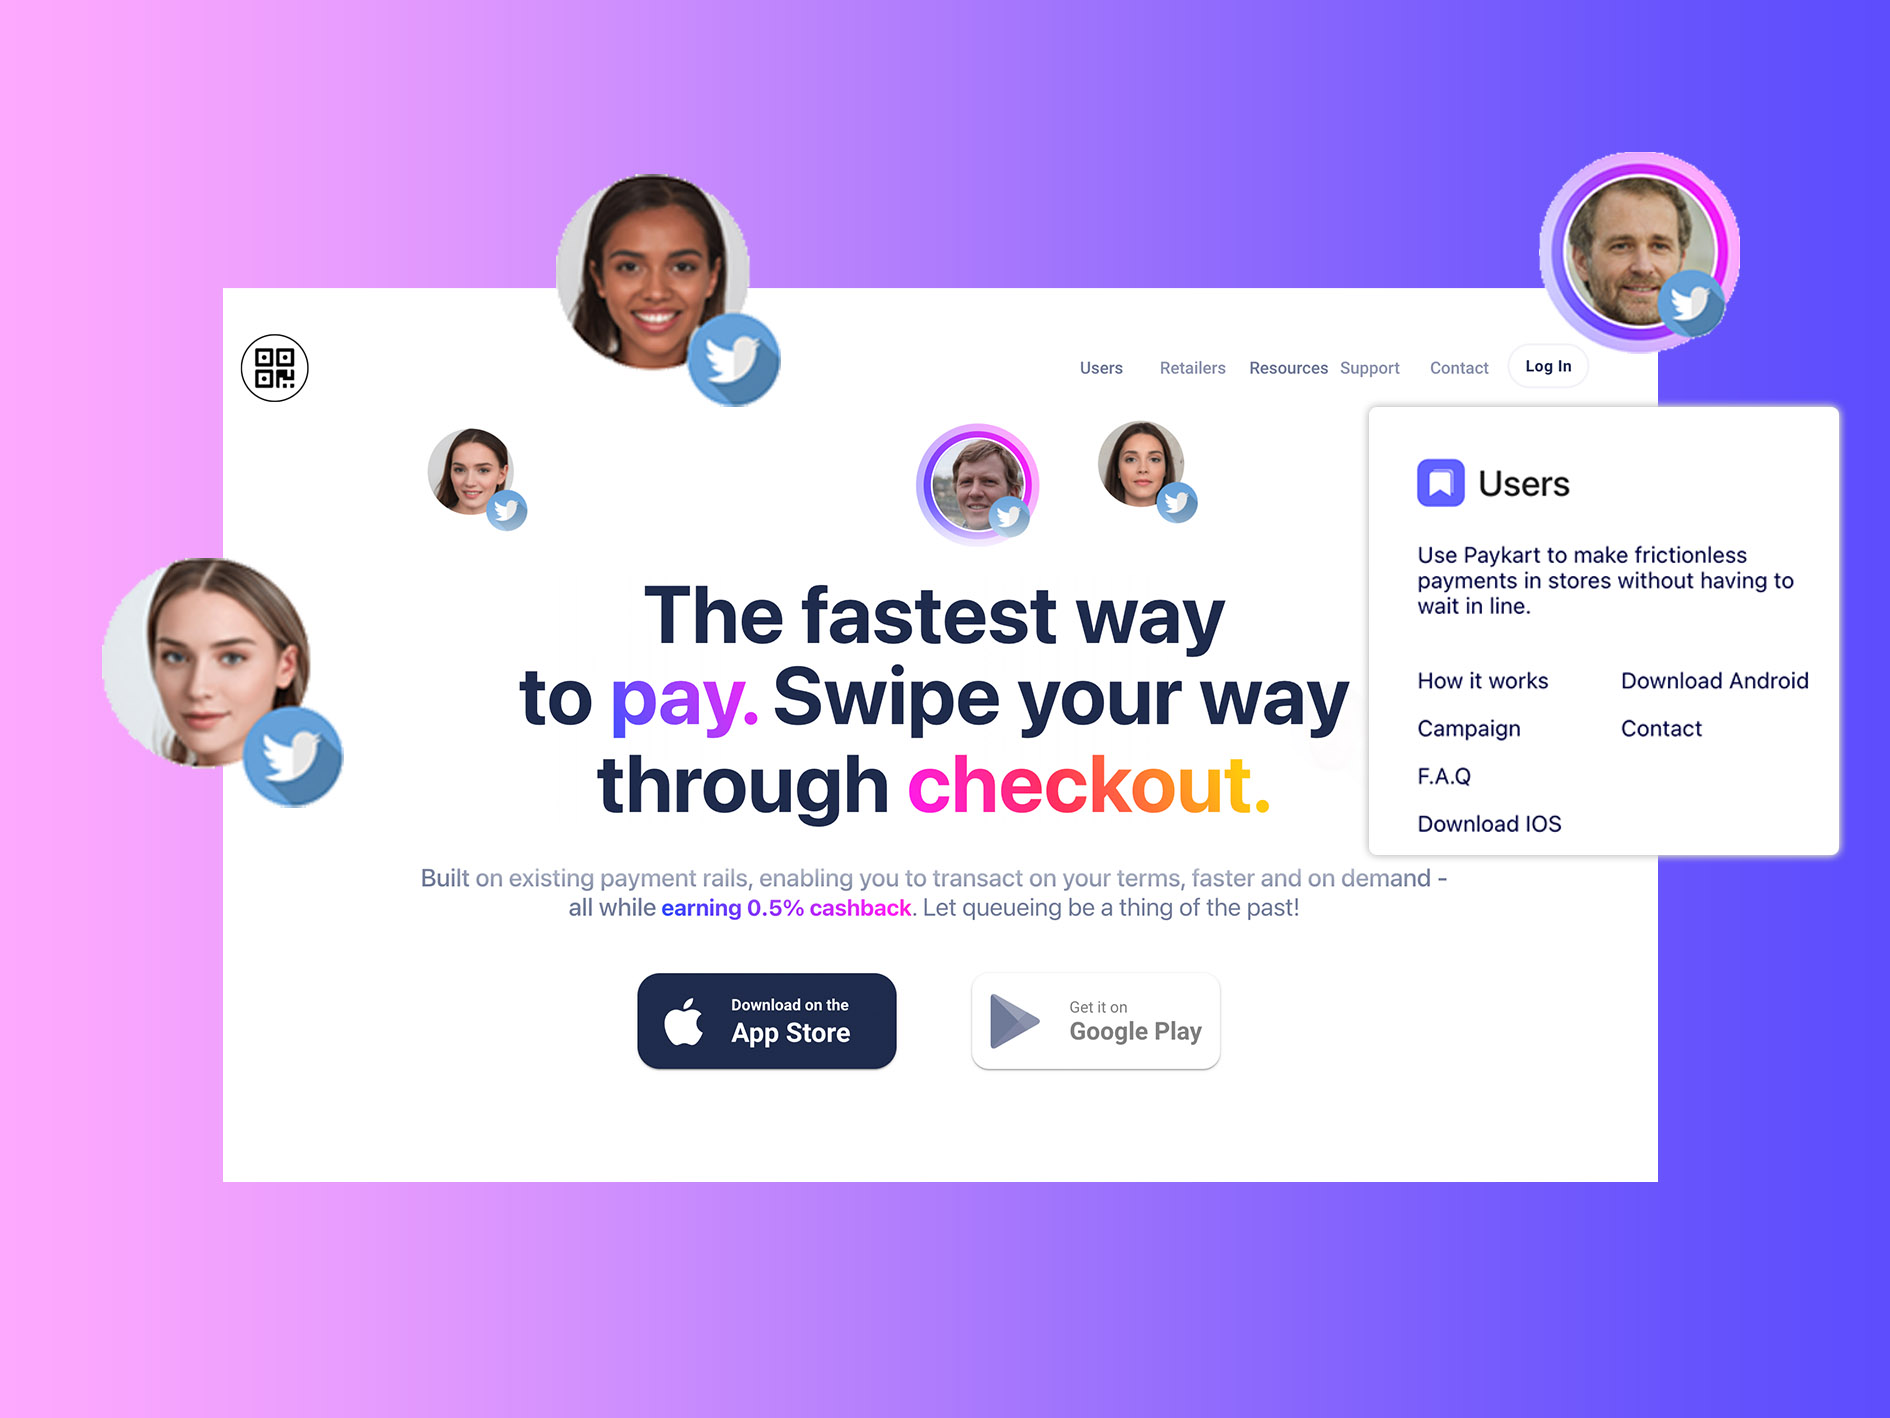 Users Retailers Resources Support Contact Log In
The fastest way
to pay. Swipe your way
through checkout.
Built on existing payment rails, enabling you to transact on your terms, faster and on demand -
all while earning 0.5% cashback. Let queueing be a thing of the past!
Download on the
App Store
Get it on
Google Play
Users
Use Paykart to make frictionless
payments in stores without having to
wait in line.
How it works
Download Android
Campaign
Contact
F.A.Q
Download IOS